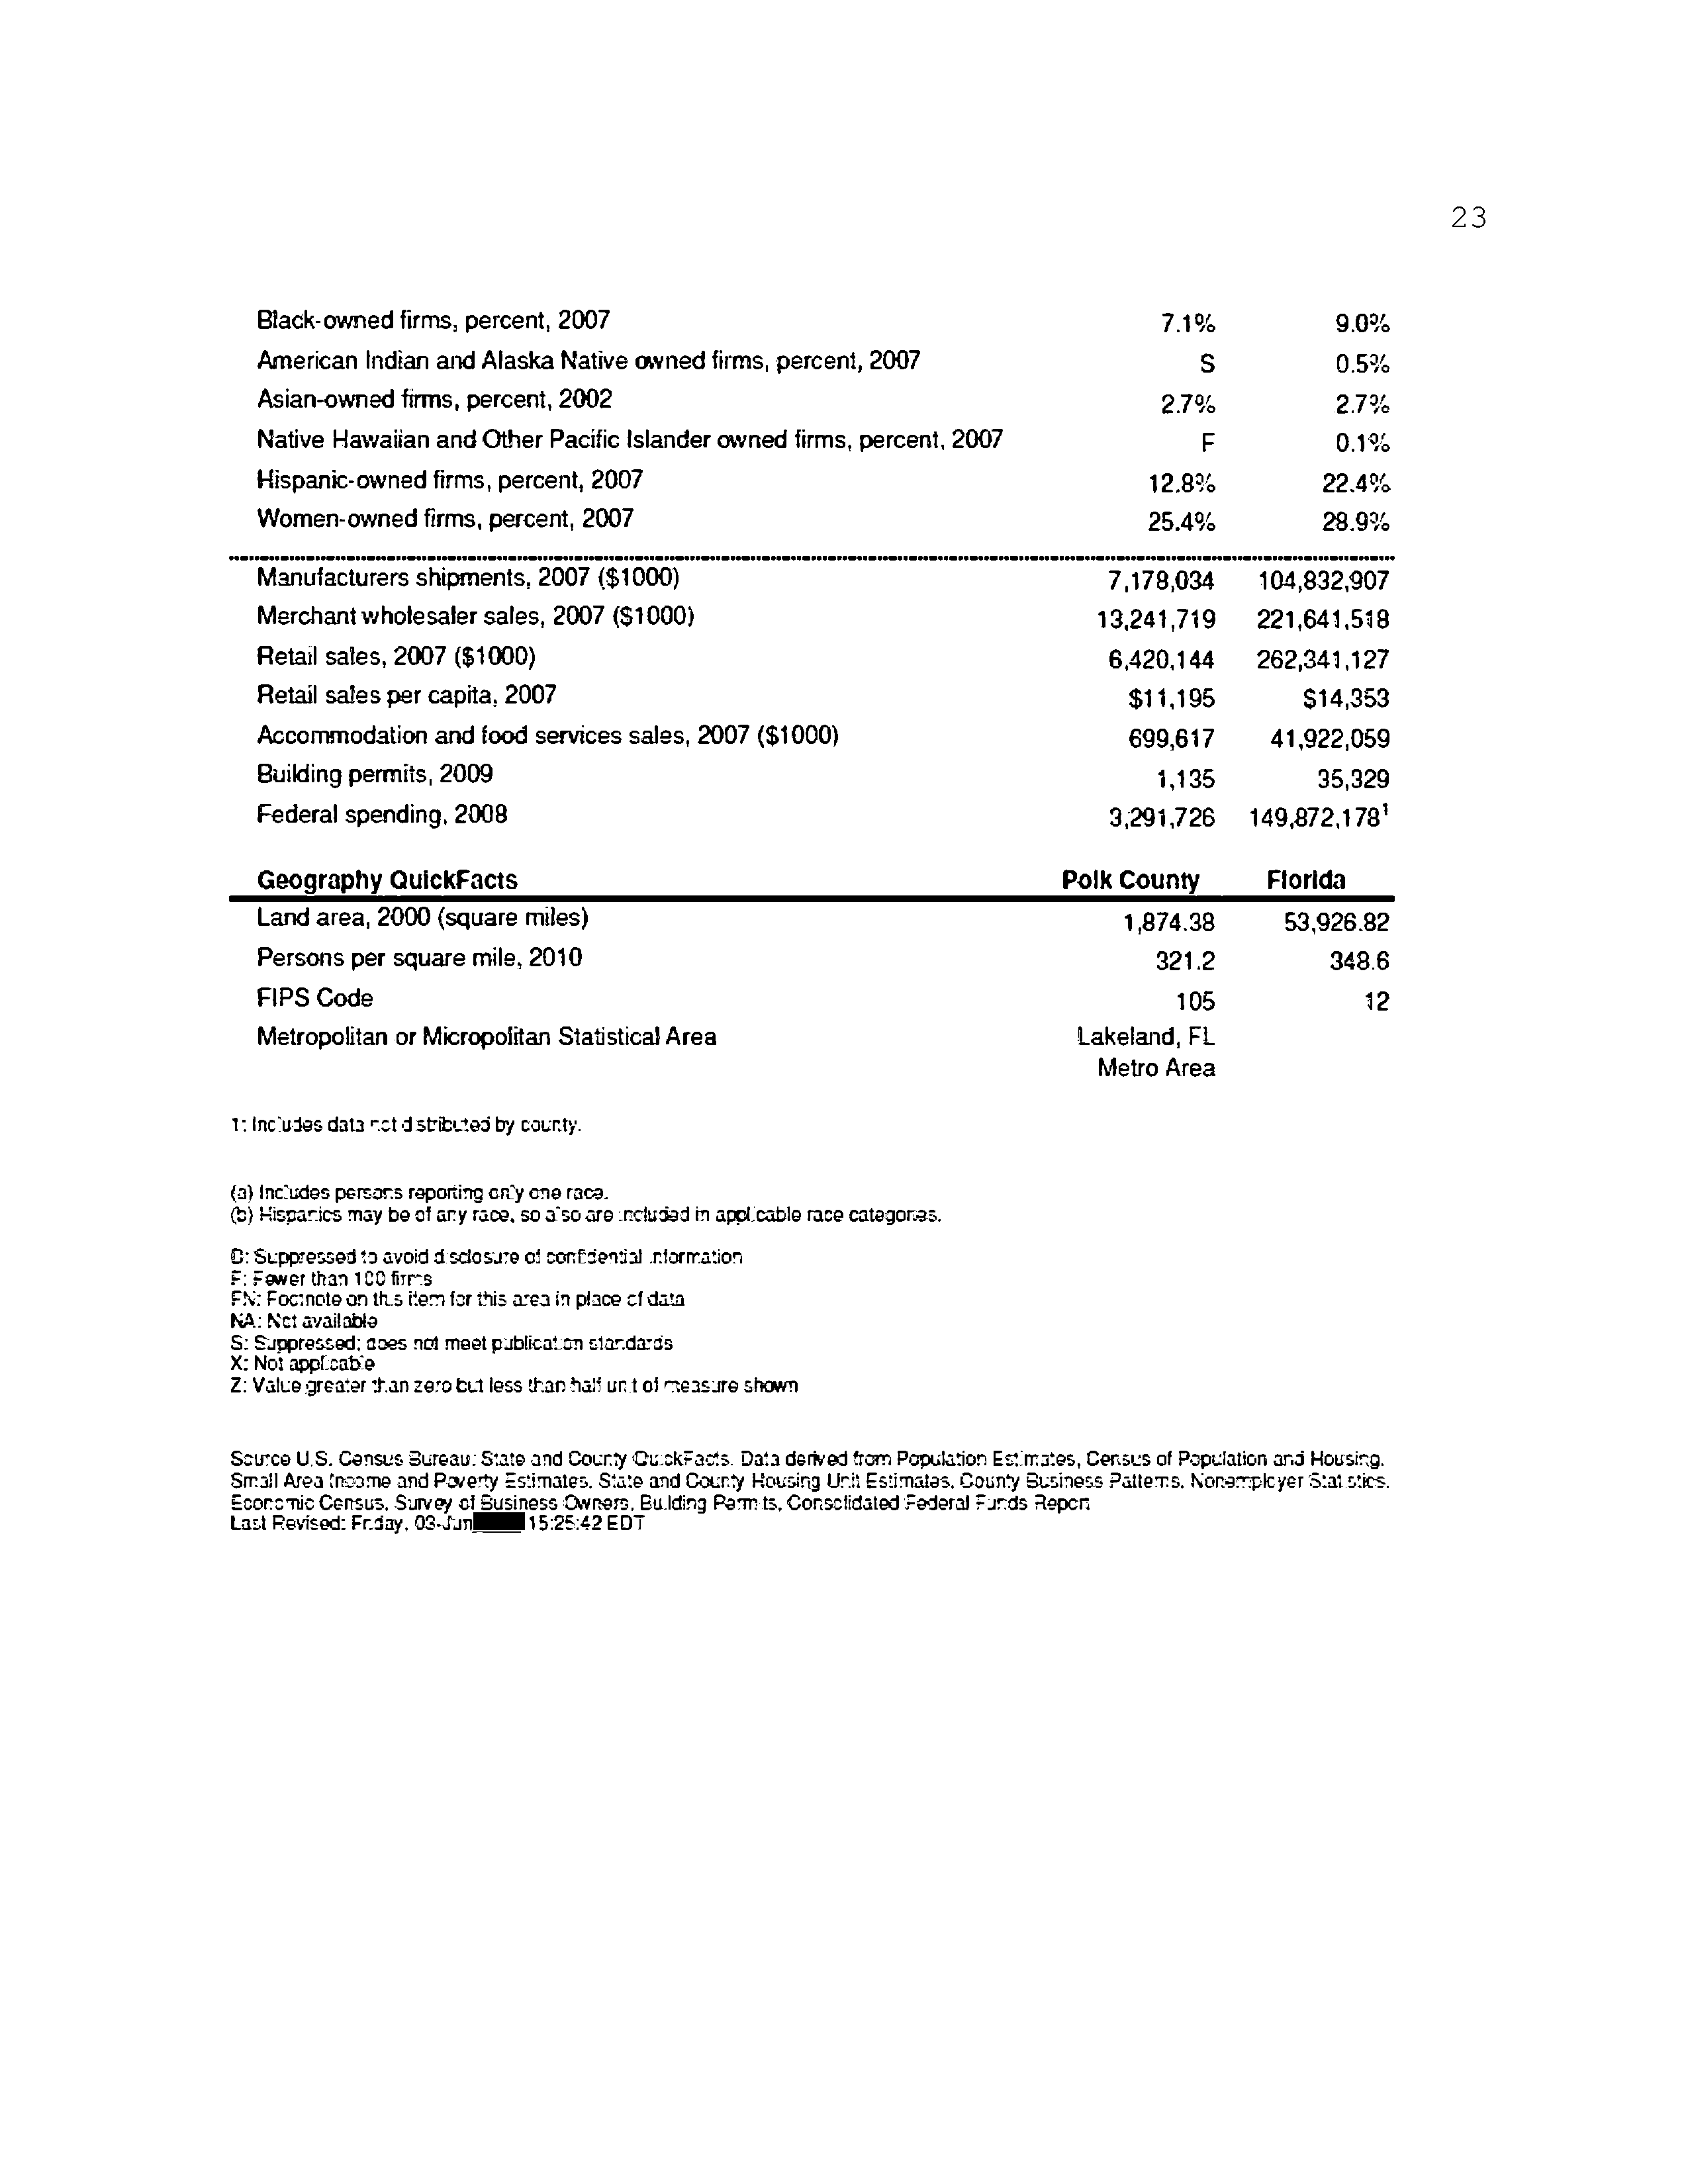 23
Black-owned firms, percent, 2007 7.1% 9.0%
American Indian and Alaska Native owned firms, percent, 2007 S 0.5%
Asian-owned firms, percent, 2002 2.7% 2.7%
Native Hawaiian and Other Pacific Islander owned firms, percent, 2007 F 0.1%
Hispanic-owned firms, percent, 2007 12.8% 22.4%
Women-owned firms, percent, 2007 25.4% 28.9%
Manufacturers shipments, 2007 ($1000) 7,178,034 104,832,907
Merchant wholesaler sales, 2007 ($1000) 13,241,719 221,641,518
Retail sales, 2007 ($1000) 6,420,144 262,341,127
Retail sales per capita, 2007 $11,195 $14,353
Accommodation and food services sales, 2007 ($1000) 699,617 41,922,059
Building permits, 2009 1,135 35,329
Federal spending, 2008 3,291,726 149,872,178¹
Geography QuickFacts Polk County Florida
Land area, 2000 (square miles) 1,874.38 53,926.82
Persons per square mile, 2010 321.2 348.6
FIPS Code 105 12
Metropolitan or Micropolitan Statistical Area Lakeland, FL
Metro Area
1: Includes data not distributed by county.
(a) Includes persons reporting only one race.
(b) Hispanics may be of any race, so also are included in applicable race categories.
D: Suppressed to avoid disclosure of confidential information
F: Fewer than 100 firms
FN: Footnote on this item for this area in place of data
NA: Not available
S: Suppressed; does not meet publication standards
X: Not applicable
Z: Value greater than zero but less than half unit of measure shown
Source U.S. Census Bureau: State and County QuickFacts. Data derived from Population Estimates, Census of Population and Housing,
Small Area Income and Poverty Estimates, State and County Housing Unit Estimates, County Business Patterns, Nonemployer Statistics,
Economic Census, Survey of Business Owners, Building Permits, Consolidated Federal Funds Report
Last Revised: Friday, 03-Jun 15:25:42 EDT